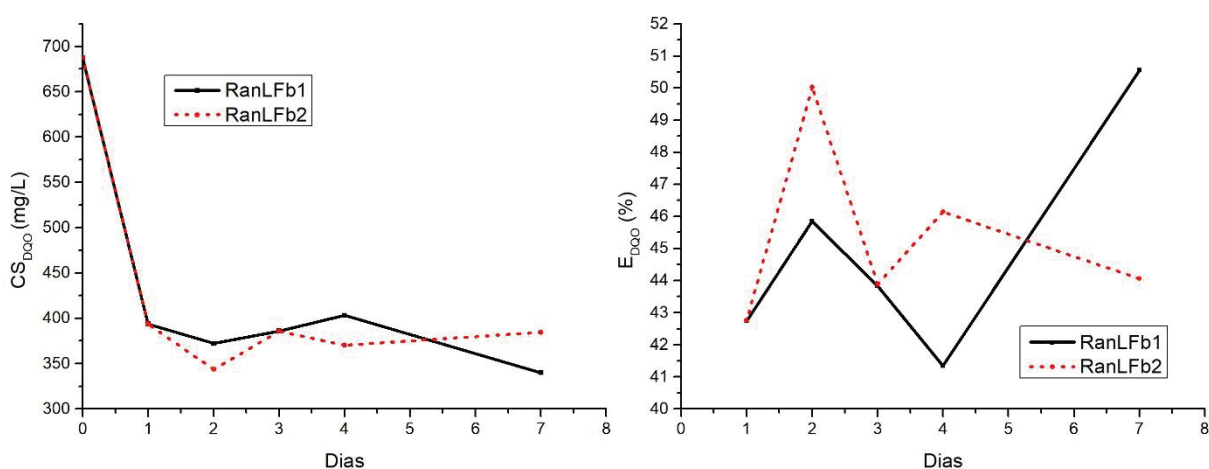 CS_DQO (mg/L)
700
650
600
550
500
450
400
350
300
RanLFb1
RanLFb2
0 1 2 3 4 5 6 7 8
Dias
E_DQO (%)
52
51
50
49
48
47
46
45
44
43
42
41
40
RanLFb1
RanLFb2
0 1 2 3 4 5 6 7 8
Dias